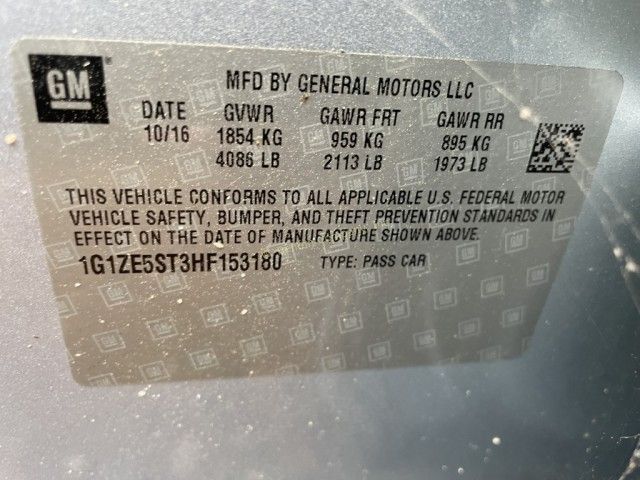 GM
MFD BY GENERAL MOTORS LLC
DATE GVWR GAWR FRT GAWR RR
10/16 1854 KG 959 KG 895 KG
4086 LB 2113 LB 1973 LB
THIS VEHICLE CONFORMS TO ALL APPLICABLE U.S. FEDERAL MOTOR
VEHICLE SAFETY, BUMPER, AND THEFT PREVENTION STANDARDS IN
EFFECT ON THE DATE OF MANUFACTURE SHOWN ABOVE.
1G1ZE5ST3HF153180 TYPE: PASS CAR